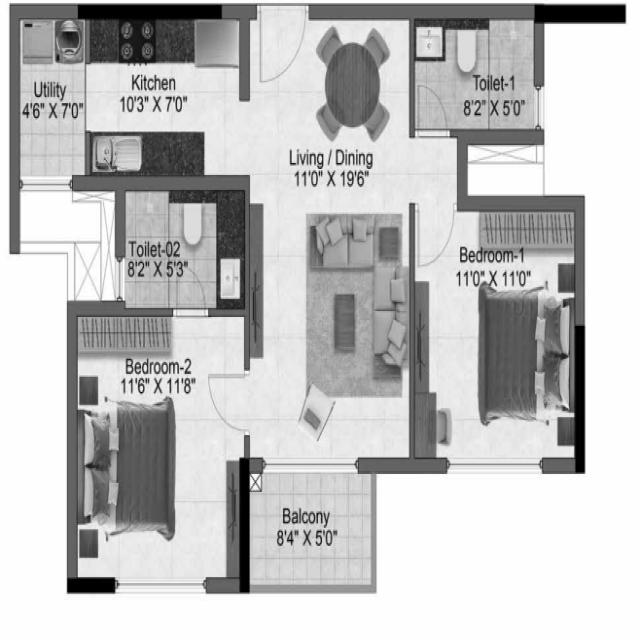 Utility
4'6" X 7'0"
Kitchen
10'3" X 7'0"
Toilet-1
8'2" X 5'0"
Living / Dining
11'0" X 19'6"
Toilet-02
8'2" X 5'3"
Bedroom-1
11'0" X 11'0"
Bedroom-2
11'6" X 11'8"
Balcony
8'4" X 5'0"